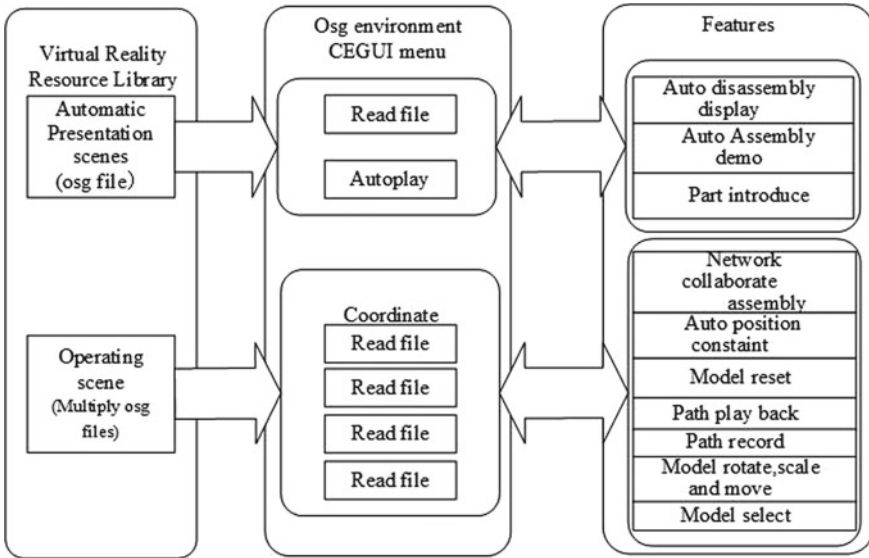 Virtual Reality
Resource Library
Automatic
Presentation
scenes
(osg file)
Operating
scene
(Multiply osg
files)
Osg environment
CEGUI menu
Read file
Autoplay
Coordinate
Read file
Read file
Read file
Read file
Features
Auto disassembly
display
Auto Assembly
demo
Part introduce
Network
collaborate
assembly
Auto position
constaint
Model reset
Path play back
Path record
Model rotate,scale
and move
Model select